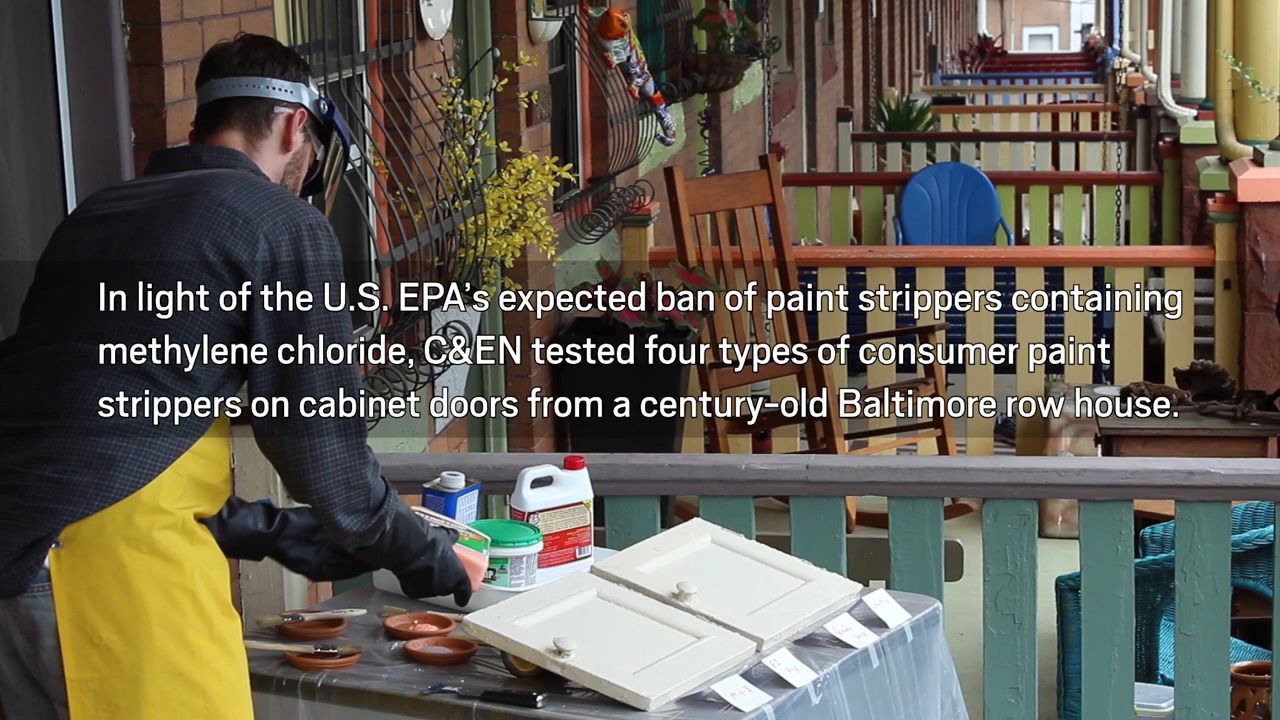 In light of the U.S. EPA’s expected ban of paint strippers containing
methylene chloride, C&EN tested four types of consumer paint
strippers on cabinet doors from a century-old Baltimore row house.